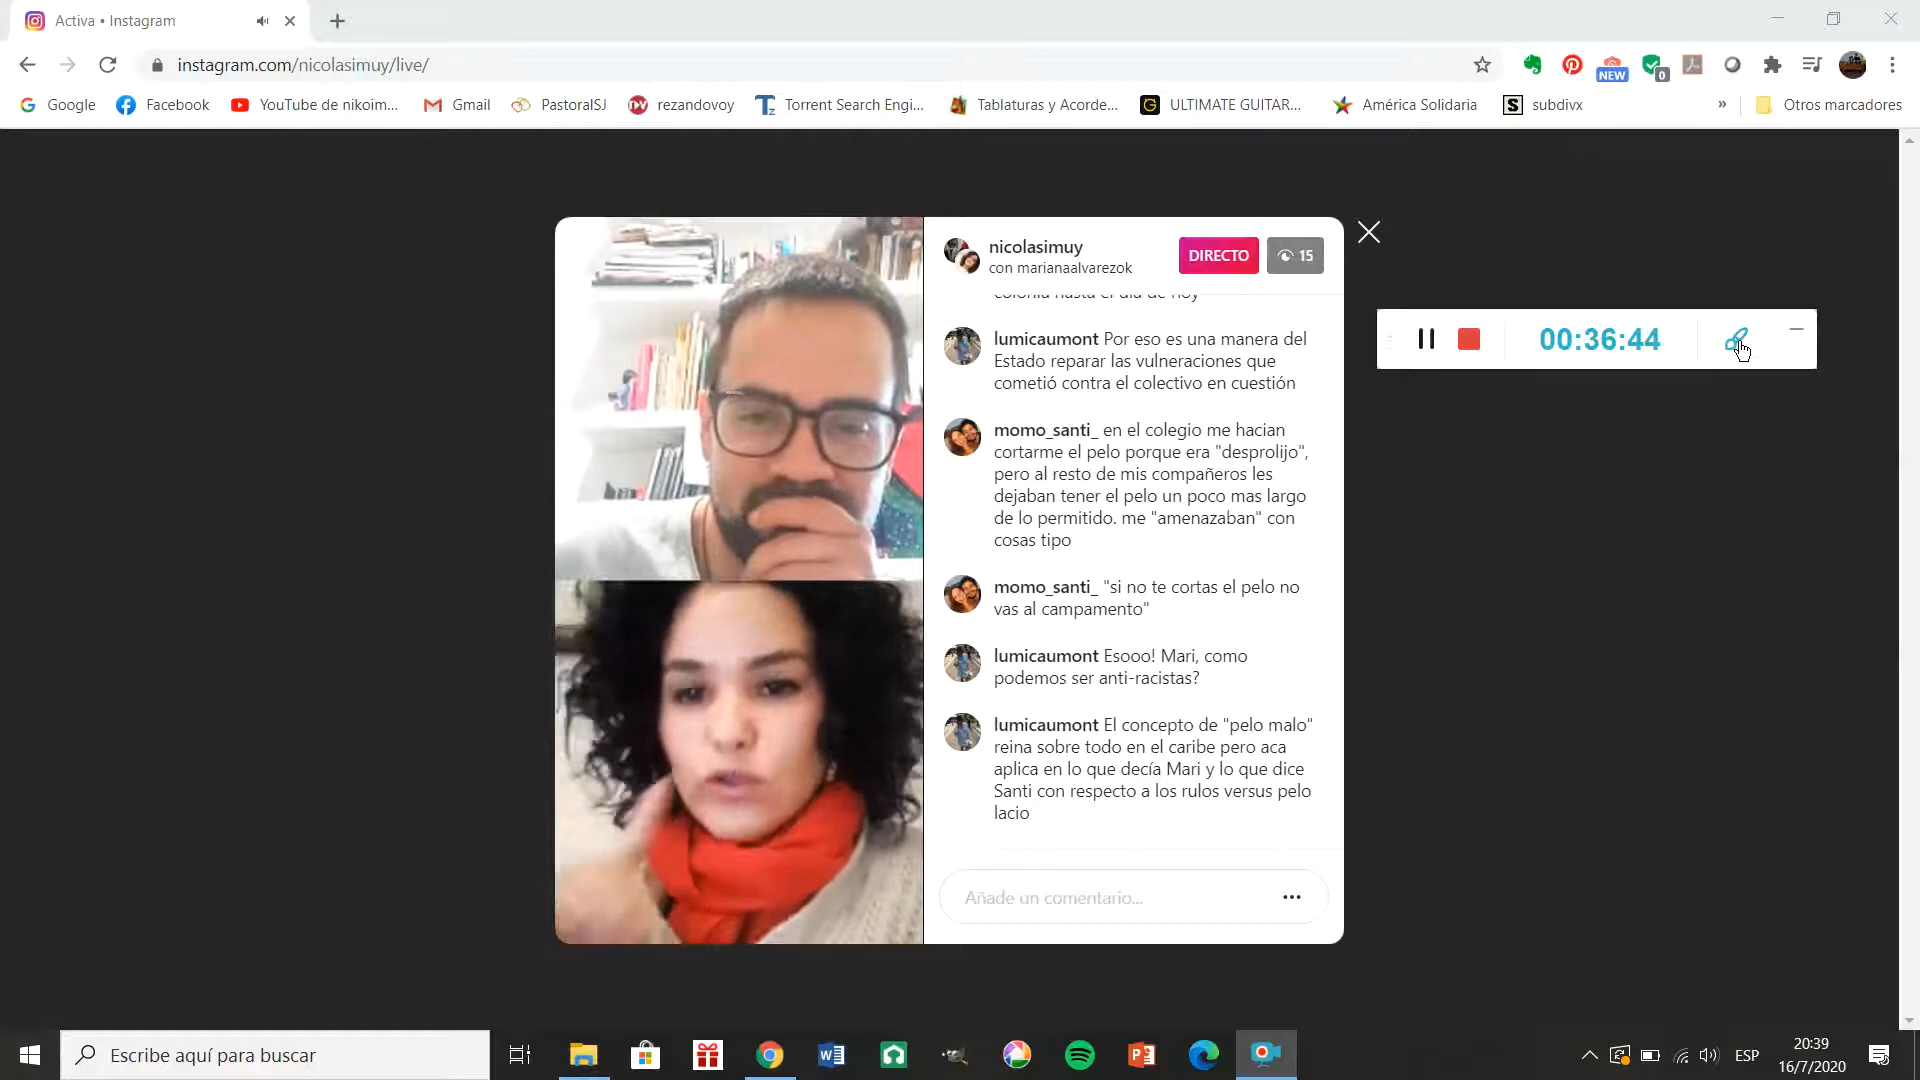 Activa • Instagram
instagram.com/nicolasimuy/live/
NEW
0
Google
Facebook
YouTube de nikoim...
Gmail
PastoralSJ
rezandovoy
Torrent Search Engi...
Tablaturas y Acorde...
ULTIMATE GUITAR...
América Solidaria
subdivx
»
Otros marcadores
nicolasimuy
con marianaalvarezok
DIRECTO
15
colonia hasta el día de hoy
lumicaumont Por eso es una manera del
Estado reparar las vulneraciones que
cometió contra el colectivo en cuestión
momo_santi_ en el colegio me hacian
cortarme el pelo porque era "desprolijo",
pero al resto de mis compañeros les
dejaban tener el pelo un poco mas largo
de lo permitido. me "amenazaban" con
cosas tipo
momo_santi_ "si no te cortas el pelo no
vas al campamento"
lumicaumont Esooo! Mari, como
podemos ser anti-racistas?
lumicaumont El concepto de "pelo malo"
reina sobre todo en el caribe pero aca
aplica en lo que decía Mari y lo que dice
Santi con respecto a los rulos versus pelo
lacio
Añade un comentario...
00:36:44
Escribe aquí para buscar
ESP
20:39
16/7/2020